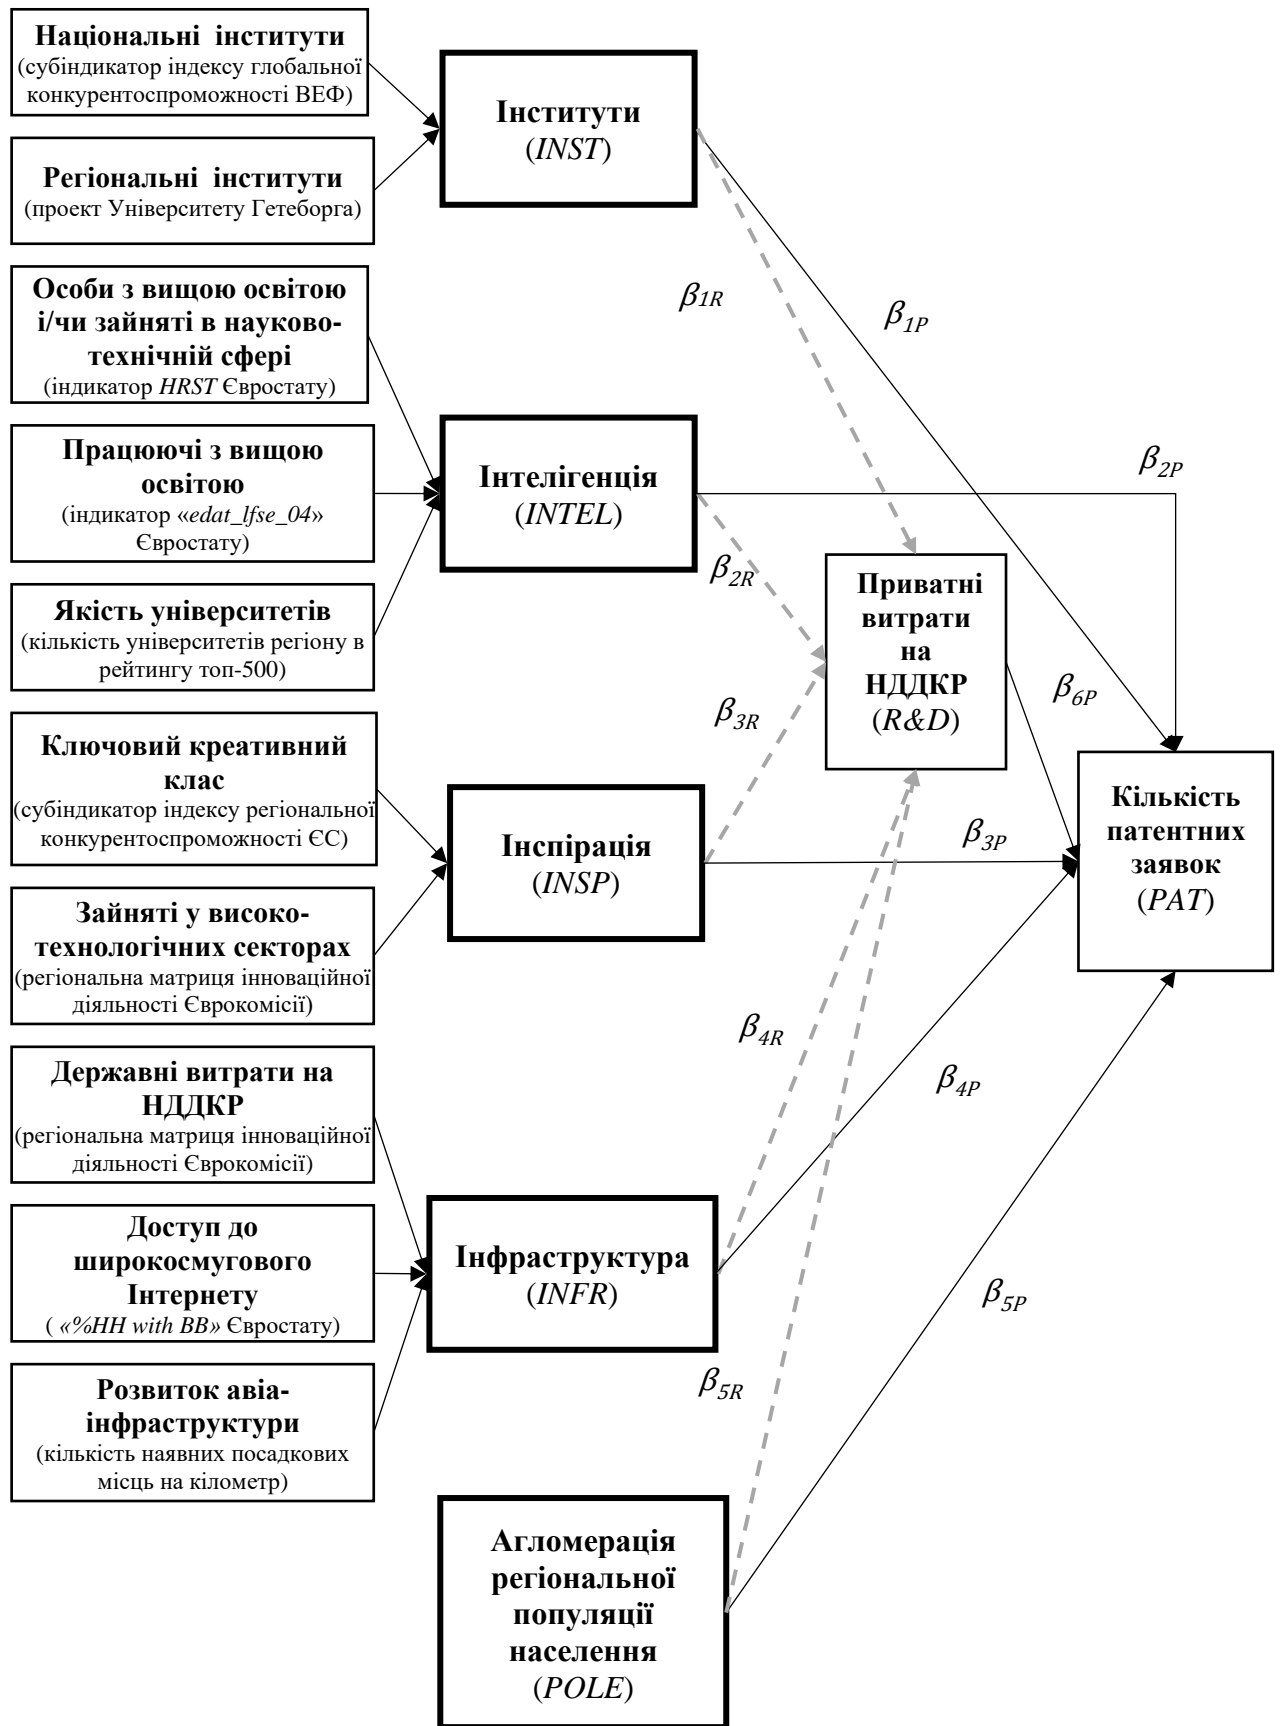 Національні інститути
(субіндикатор індексу глобальної
конкурентоспроможності ВЕФ)
Регіональні інститути
(проект Університету Гетеборга)
Особи з вищою освітою
і/чи зайняті в науково-
технічній сфері
(індикатор HRST Євростату)
Працюючі з вищою
освітою
(індикатор «edat_lfse_04»
Євростату)
Якість університетів
(кількість університетів регіону в
рейтингу топ-500)
Ключовий креативний
клас
(субіндикатор індексу регіональної
конкурентоспроможності ЄС)
Зайняті у високо-
технологічних секторах
(регіональна матриця інноваційної
діяльності Єврокомісії)
Державні витрати на
НДДКР
(регіональна матриця інноваційної
діяльності Єврокомісії)
Доступ до
широкосмугового
Інтернету
( «%HH with BB» Євростату)
Розвиток авіа-
інфраструктури
(кількість наявних посадкових
місць на кілометр)
Інститути
(INST)
Інтелігенція
(INTEL)
Інспірація
(INSP)
Інфраструктура
(INFR)
Агломерація
регіональної
популяції
населення
(POLE)
β1R
β2R
β3R
β4R
β5R
Приватні
витрати
на
НДДКР
(R&D)
β1P
β2P
β6P
β3P
β4P
β5P
Кількість
патентних
заявок
(PAT)